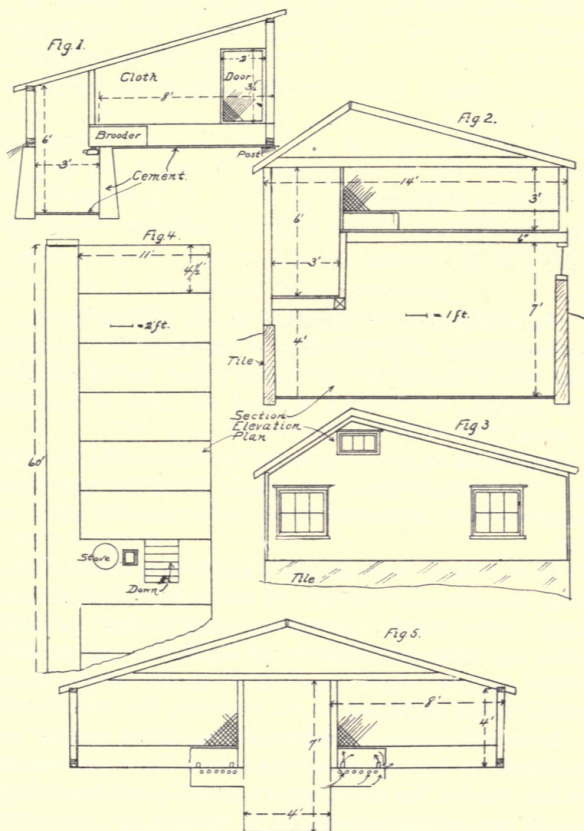 Fig. 1.
Cloth
2'
Door
3½
8'
6'
Brooder
3'
Cement.
Post
Fig 2.
14'
6'
3'
6"
3'
= 1 ft.
7'
Tile
4'
Fig. 4.
11'
4½'
= 2 ft.
60'
Stove
Down
Section
Elevation
Plan
Fig 3
Tile
Fig 5.
8'
4'
7'
4'